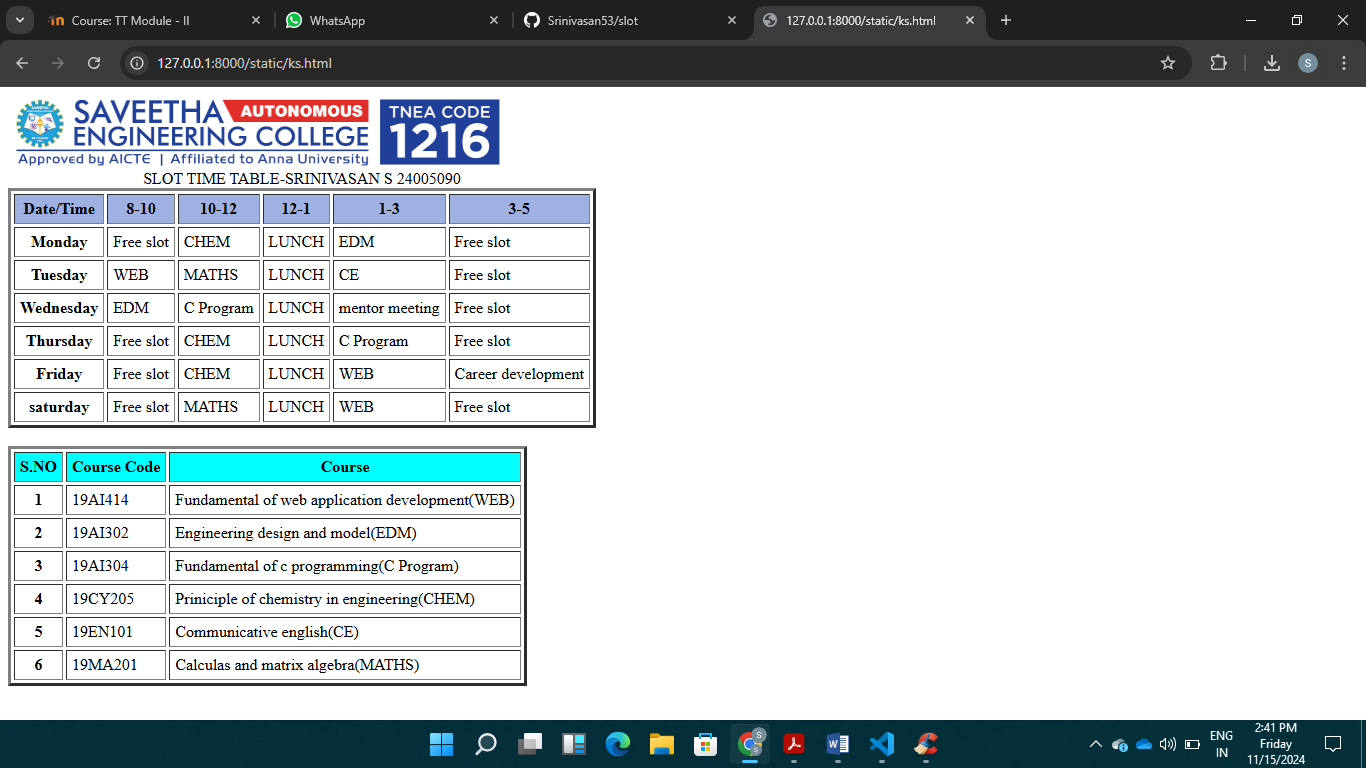 Course: TT Module - II
WhatsApp
Srinivasan53/slot
127.0.0.1:8000/static/ks.html
127.0.0.1:8000/static/ks.html
S
SAVEETHA AUTONOMOUS
ENGINEERING COLLEGE
Approved by AICTE | Affiliated to Anna University
TNEA CODE
1216
SLOT TIME TABLE-SRINIVASAN S 24005090
Date/Time 8-10 10-12 12-1 1-3 3-5
Monday Free slot CHEM LUNCH EDM Free slot
Tuesday WEB MATHS LUNCH CE Free slot
Wednesday EDM C Program LUNCH mentor meeting Free slot
Thursday Free slot CHEM LUNCH C Program Free slot
Friday Free slot CHEM LUNCH WEB Career development
saturday Free slot MATHS LUNCH WEB Free slot
S.NO Course Code Course
1 19AI414 Fundamental of web application development(WEB)
2 19AI302 Engineering design and model(EDM)
3 19AI304 Fundamental of c programming(C Program)
4 19CY205 Priniciple of chemistry in engineering(CHEM)
5 19EN101 Communicative english(CE)
6 19MA201 Calculas and matrix algebra(MATHS)
ENG
IN
2:41 PM
Friday
11/15/2024